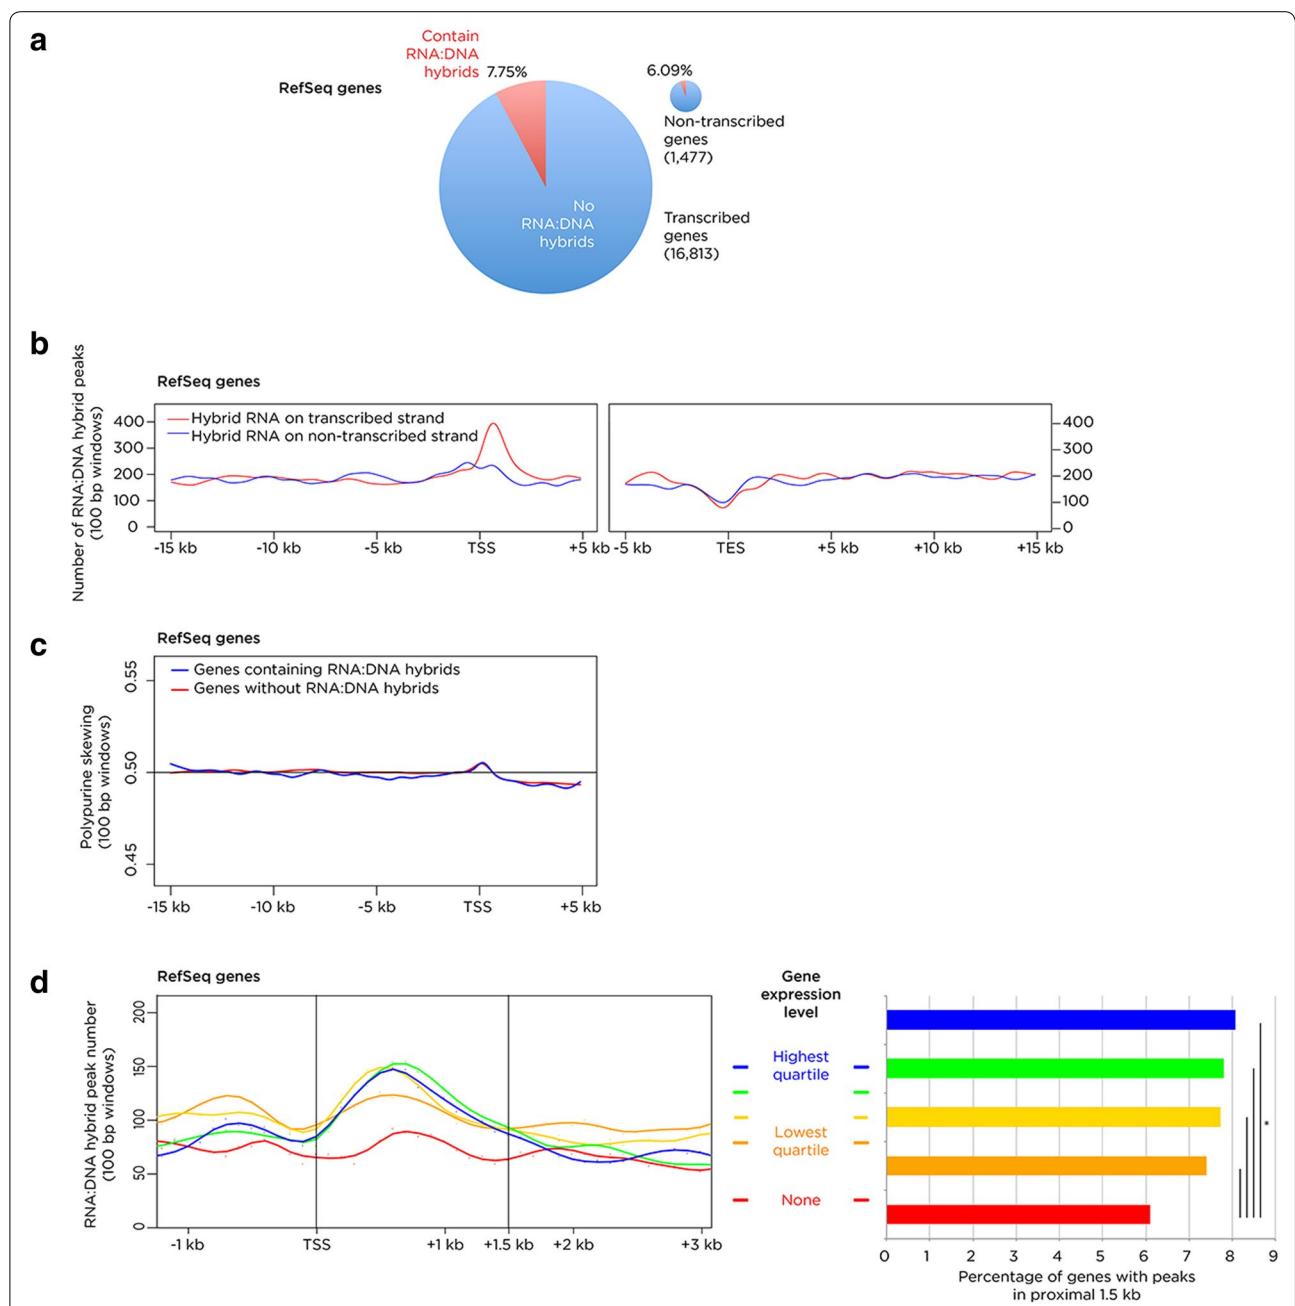 a
Contain
RNA:DNA
hybrids
7.75%
RefSeq genes
6.09%
Non-transcribed
genes
(1,477)
No
RNA:DNA
hybrids
Transcribed
genes
(16,813)
b
Number of RNA:DNA hybrid peaks
(100 bp windows)
RefSeq genes
Hybrid RNA on transcribed strand
Hybrid RNA on non-transcribed strand
400
300
200
100
0
-15 kb
-10 kb
-5 kb
TSS
+5 kb
400
300
200
100
0
-5 kb
TES
+5 kb
+10 kb
+15 kb
c
RefSeq genes
Genes containing RNA:DNA hybrids
Genes without RNA:DNA hybrids
Polypurine skewing
(100 bp windows)
0.55
0.50
0.45
-15 kb
-10 kb
-5 kb
TSS
+5 kb
d
RefSeq genes
RNA:DNA hybrid peak number
(100 bp windows)
200
150
100
50
0
-1 kb
TSS
+1 kb
+1.5 kb
+2 kb
+3 kb
Gene
expression
level
Highest
quartile
Lowest
quartile
None
*
0 1 2 3 4 5 6 7 8 9
Percentage of genes with peaks
in proximal 1.5 kb